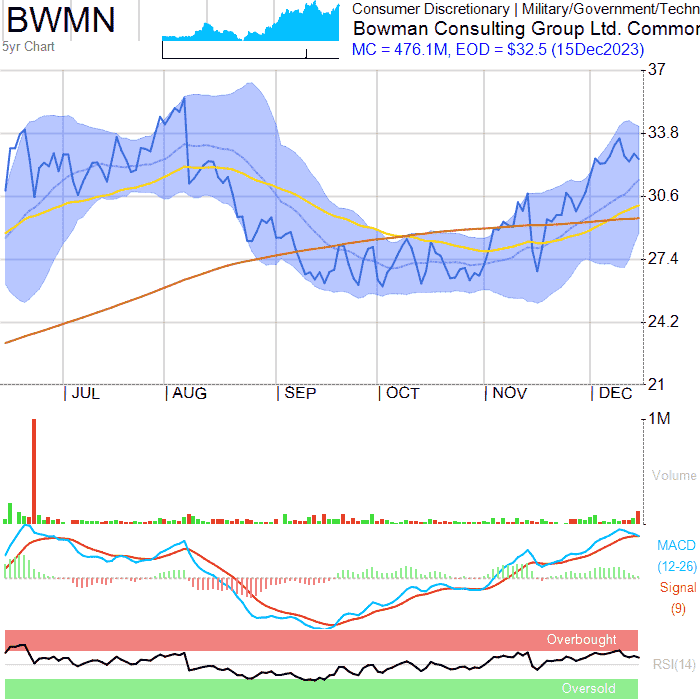 BWMN
5yr Chart
Consumer Discretionary | Military/Government/Techn
Bowman Consulting Group Ltd. Common
MC = 476.1M, EOD = $32.5 (15Dec2023)
37
33.8
30.6
27.4
24.2
21
JUL
AUG
SEP
OCT
NOV
DEC
1M
Volume
MACD
(12-26)
Signal
(9)
Overbought
RSI(14)
Oversold